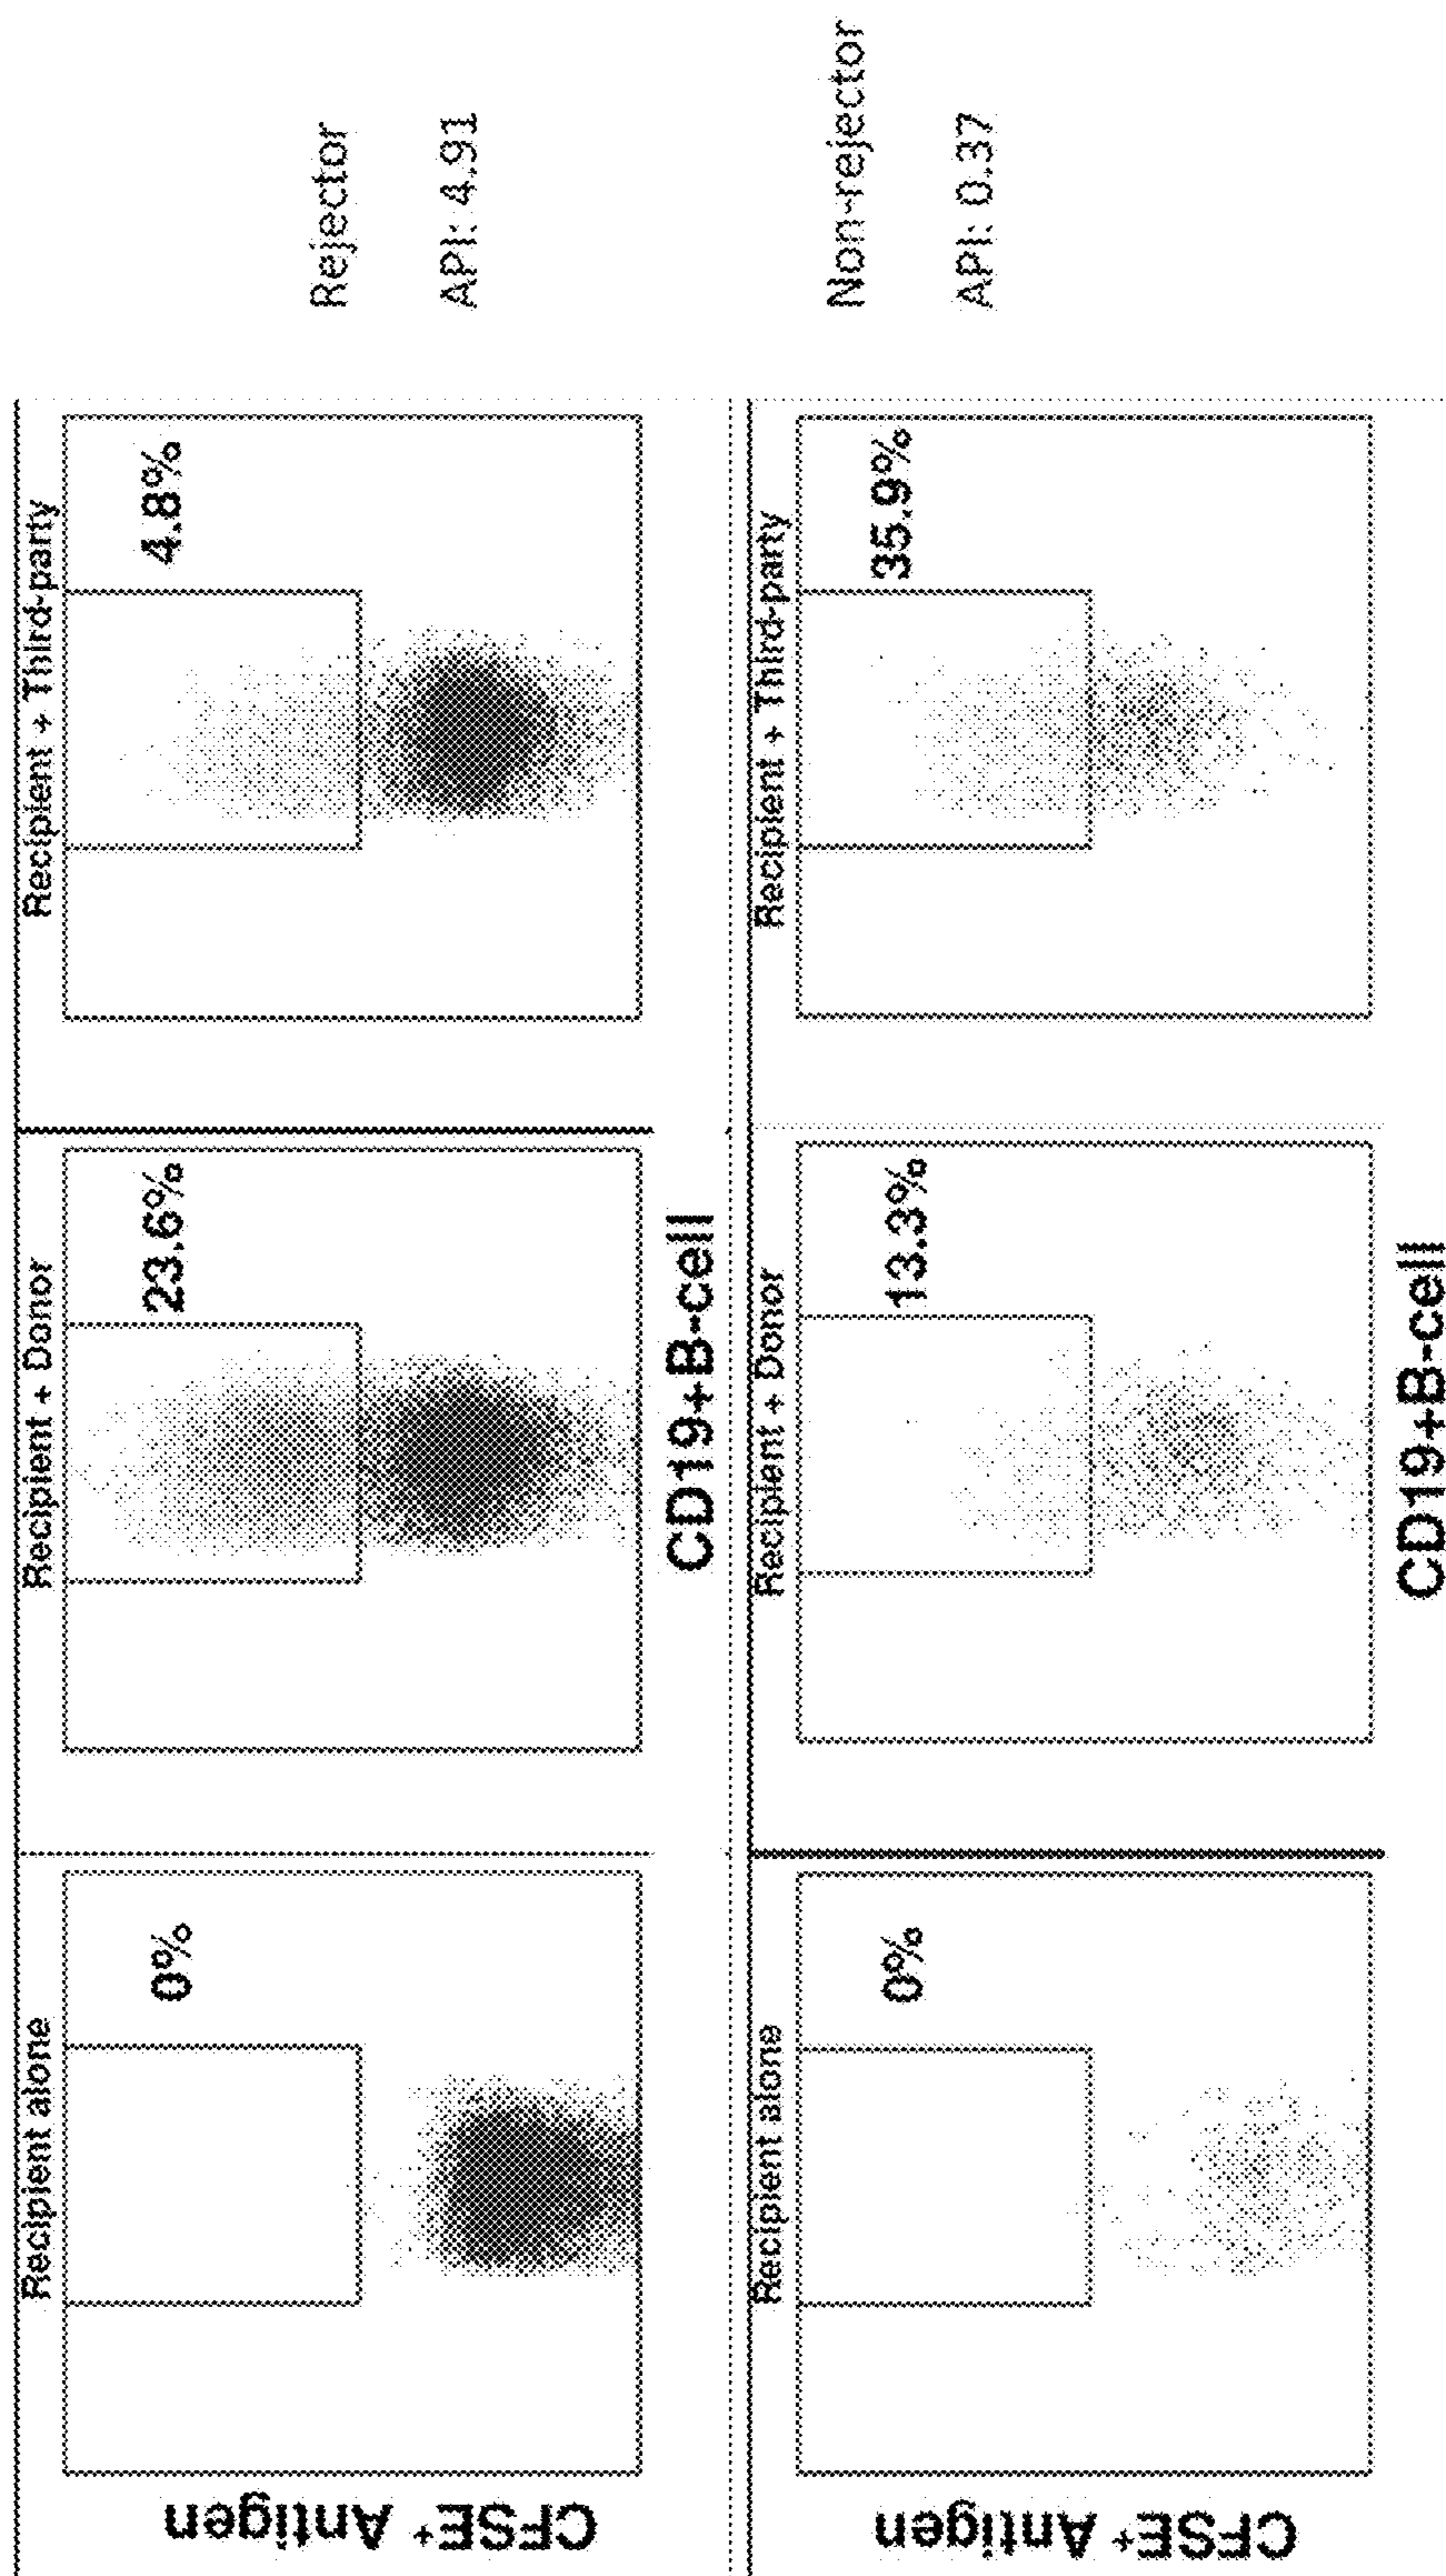 Recipient alone
Recipient + Donor
Recipient + Third-party
0%
23.6%
4.8%
Rejector
API: 4.91
CFSE⁺ Antigen
CD19+B-cell
Recipient alone
Recipient + Donor
Recipient + Third-party
0%
13.3%
35.9%
Non-rejector
API: 0.37
CFSE⁺ Antigen
CD19+B-cell